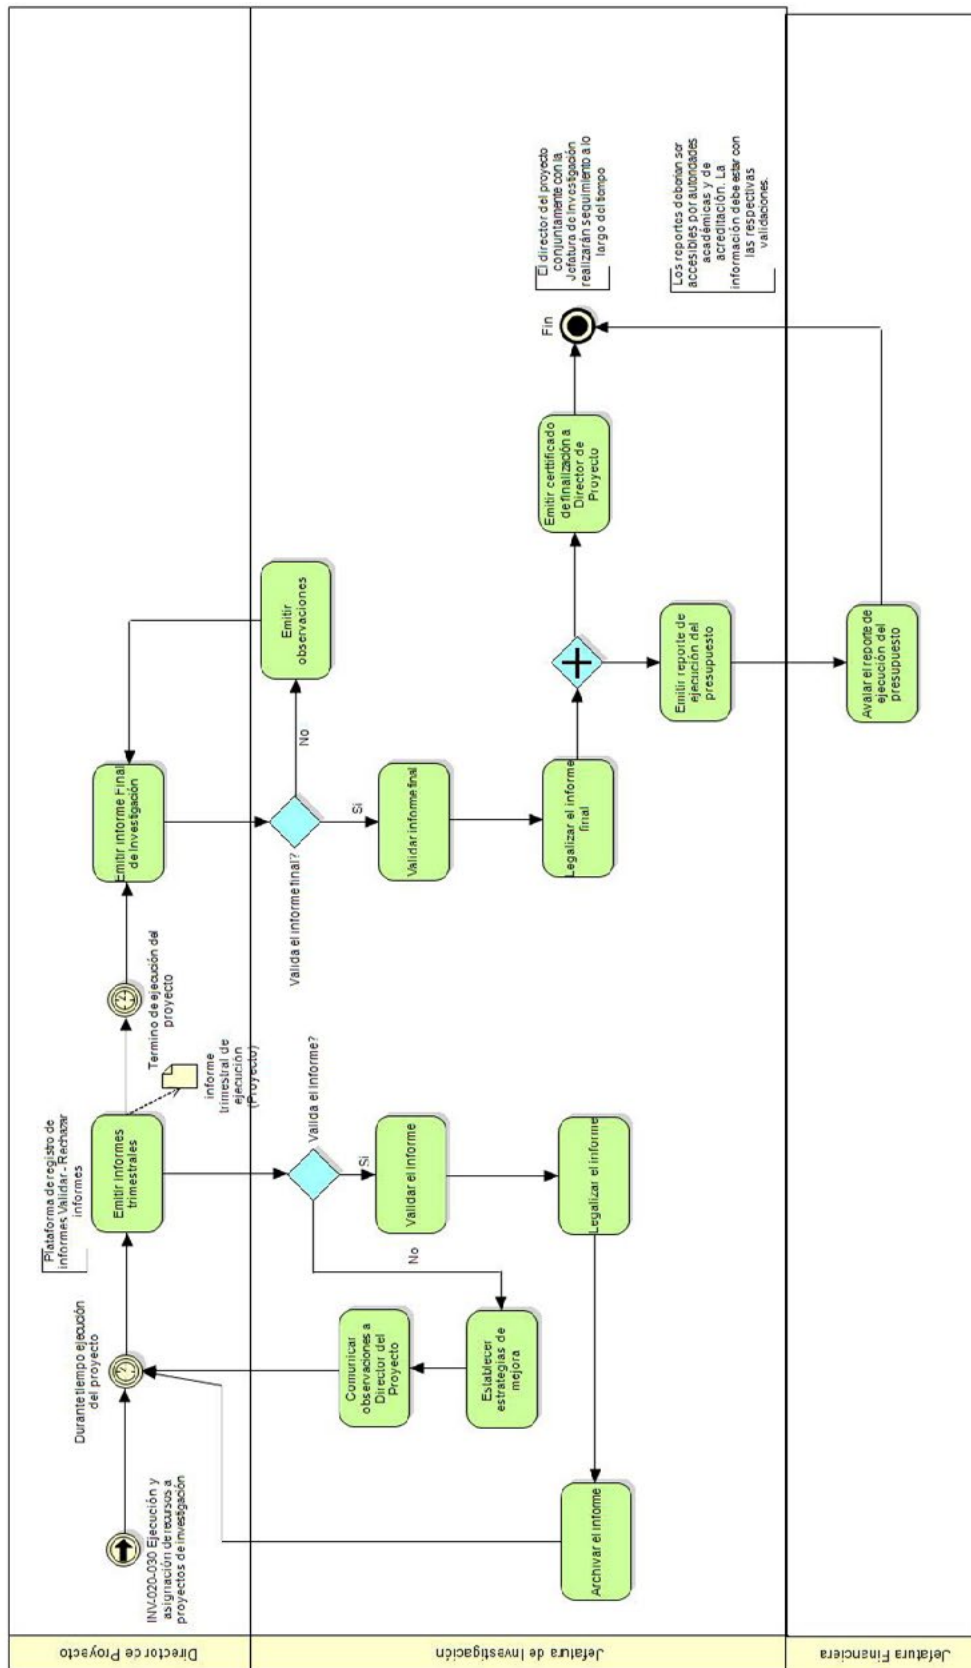 Director de Proyecto
INV-020-030 Ejecución y
asignación de recursos a
proyectos de investigación
Durante tiempo ejecución
del proyecto
Plataforma de registro de
informes Validar - Rechazar
informes
Emitir informes
trimestrales
informe
trimestral de
ejecución
(Proyecto)
Termino de ejecución del
proyecto
Emitir informe Final
de Investigación
Jefatura de Investigación
Valida el informe?
Si
No
Validar el informe
Legalizar el informe
Archivar el informe
Establecer
estrategias de
mejora
Comunicar
observaciones a
Director del
Proyecto
Valida el informe final?
No
Si
Emitir
observaciones
Validar informe final
Legalizar el informe
final
Emitir certificado
de finalización a
Director de
Proyecto
Emitir reporte de
ejecución del
presupuesto
Fin
El director del proyecto
conjuntamente con la
Jefatura de Investigación
realizarán seguimiento a lo
largo del tiempo
Los reportes deberían ser
accesibles por autoridades
académicas y de
acreditación. La
información debe estar con
las respectivas
validaciones.
Jefatura Financiera
Avalar el reporte de
ejecución del
presupuesto